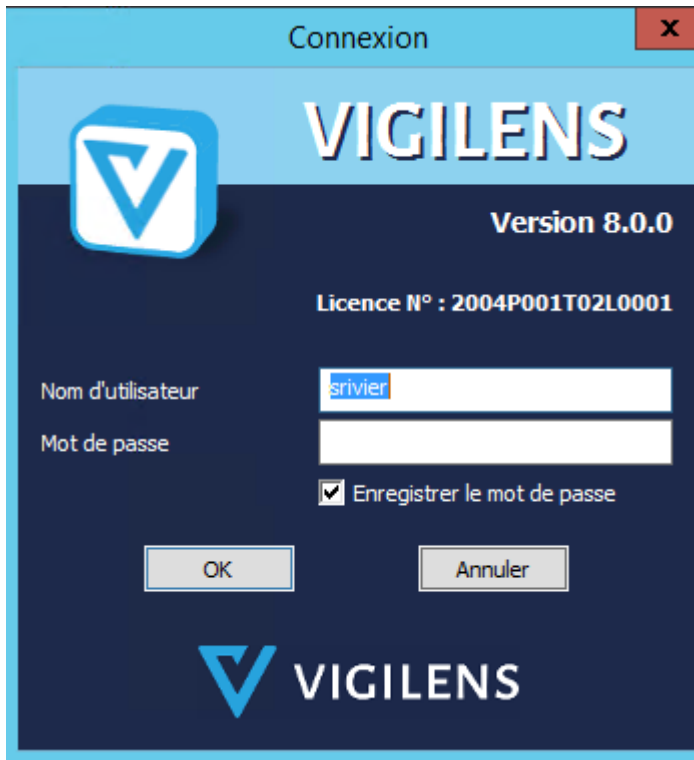 Connexion
x
VIGILENS
Version 8.0.0
Licence N° : 2004P001T02L0001
Nom d'utilisateur srivier
Mot de passe
Enregistrer le mot de passe
OK Annuler
VIGILENS